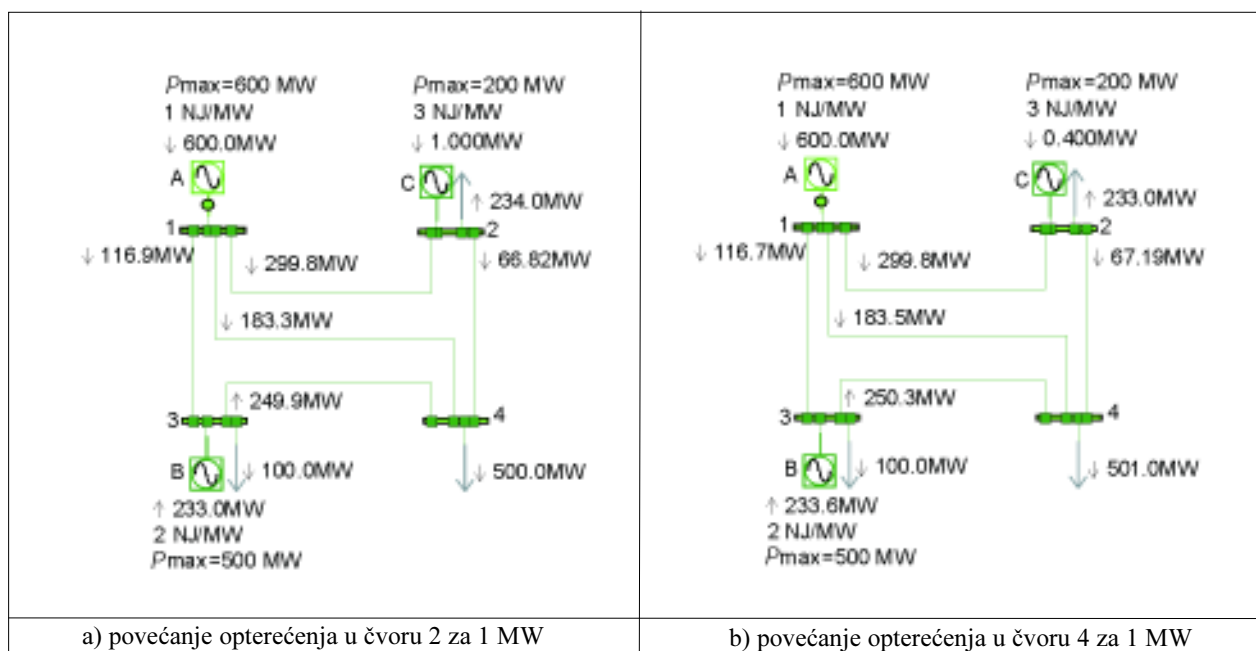 Pmax=600 MW
1 NJ/MW
↓ 600.0MW
A
Pmax=200 MW
3 NJ/MW
↓ 1.000MW
C
↑ 234.0MW
1
2
↓ 116.9MW
↓ 299.8MW
↓ 66.82MW
↓ 183.3MW
↑ 249.9MW
3
4
B
↓ 100.0MW
↓ 500.0MW
↑ 233.0MW
2 NJ/MW
Pmax=500 MW
a) povećanje opterećenja u čvoru 2 za 1 MW
Pmax=600 MW
1 NJ/MW
↓ 600.0MW
A
Pmax=200 MW
3 NJ/MW
↓ 0.400MW
C
↑ 233.0MW
1
2
↓ 116.7MW
↓ 299.8MW
↓ 67.19MW
↓ 183.5MW
↑ 250.3MW
3
4
B
↓ 100.0MW
↓ 501.0MW
↑ 233.6MW
2 NJ/MW
Pmax=500 MW
b) povećanje opterećenja u čvoru 4 za 1 MW